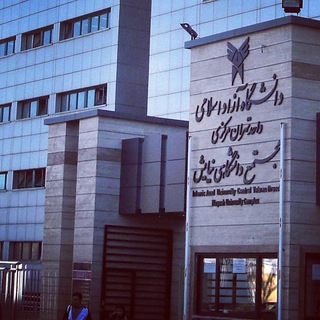 دانشگاه آزاد اسلامی
واحد تهران مرکزی
مجتمع دانشگاهی نیایش
Islamic Azad University Central Tehran Branch
Niayesh University Complex